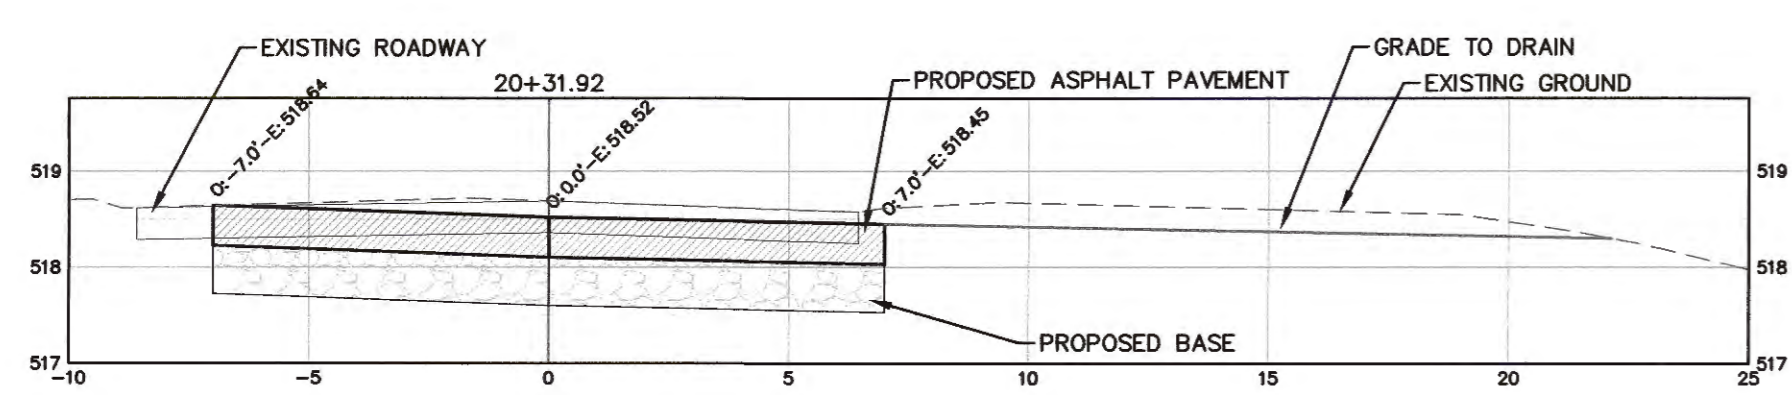 EXISTING ROADWAY
GRADE TO DRAIN
20+31.92
PROPOSED ASPHALT PAVEMENT
EXISTING GROUND
O: -7.0'-E:518.64
O: 0.0'-E:518.52
O: 7.0'-E:518.45
519
519
518
518
PROPOSED BASE
517
517
-10
-5
0
5
10
15
20
25